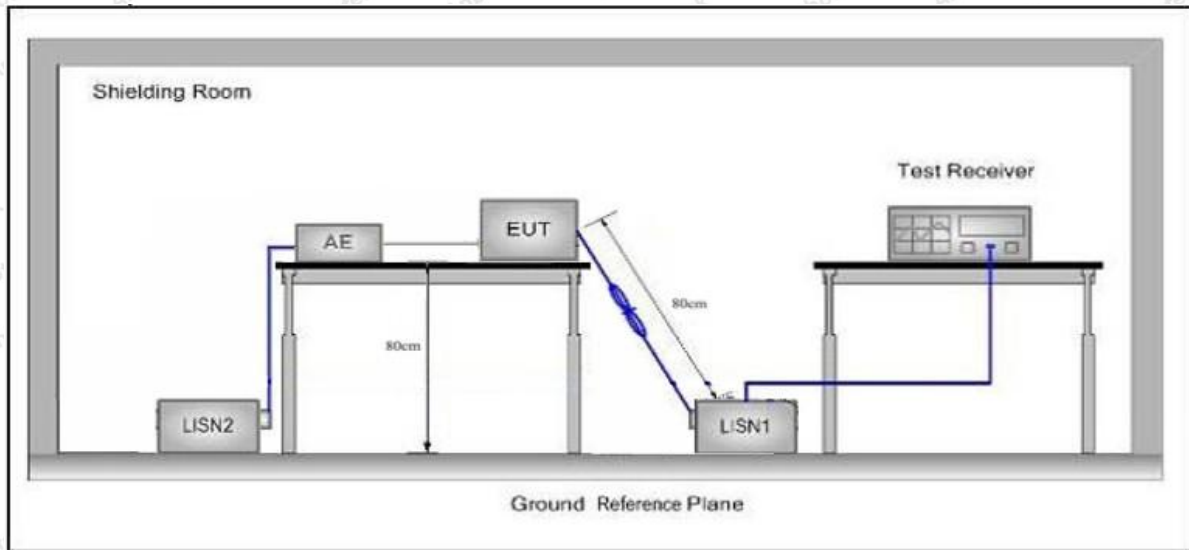 Shielding Room
Test Receiver
AE
EUT
80cm
80cm
LISN2
LISN1
Ground Reference Plane